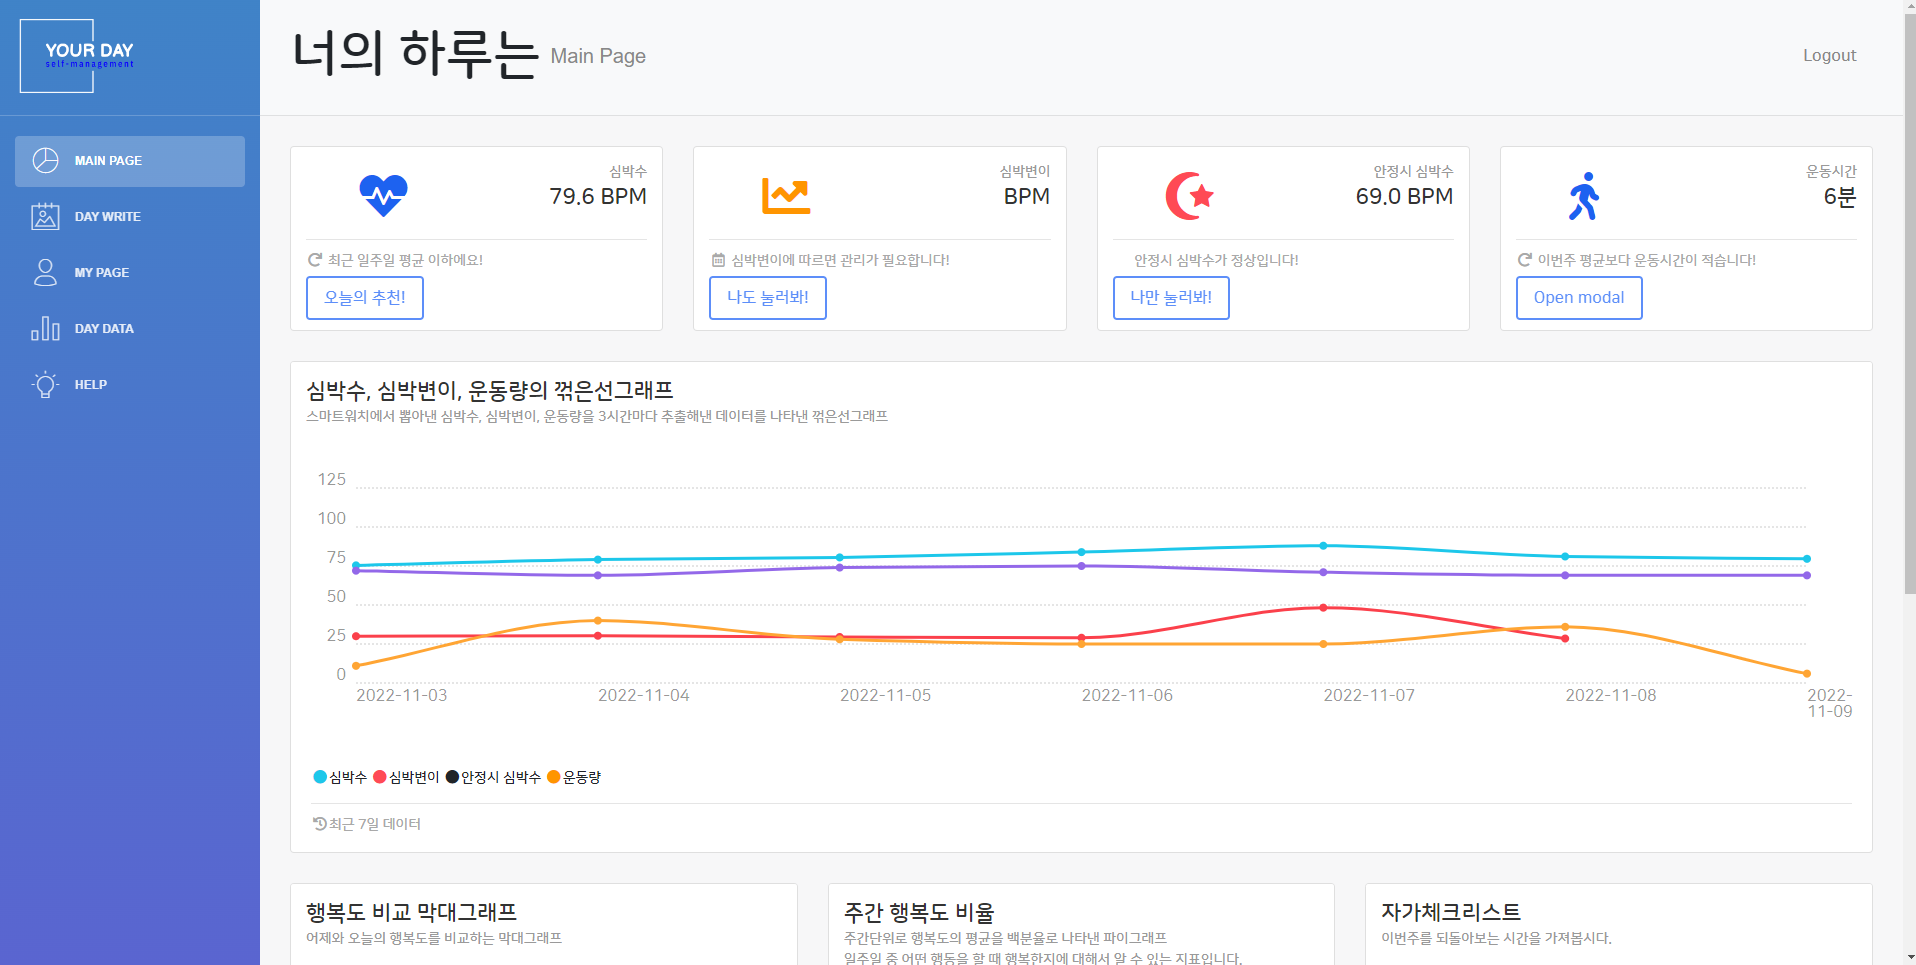 YOUR DAY
self-management
너의 하루는 Main Page
Logout
MAIN PAGE
DAY WRITE
MY PAGE
DAY DATA
HELP
심박수
79.6 BPM
최근 일주일 평균 이하에요!
오늘의 추천!
심박변이
BPM
심박변이에 따르면 관리가 필요합니다!
나도 눌러봐!
안정시 심박수
69.0 BPM
안정시 심박수가 정상입니다!
나만 눌러봐!
운동시간
6분
이번주 평균보다 운동시간이 적습니다!
Open modal
심박수, 심박변이, 운동량의 꺾은선그래프
스마트워치에서 뽑아낸 심박수, 심박변이, 운동량을 3시간마다 추출해낸 데이터를 나타낸 꺾은선그래프
125
100
75
50
25
0
2022-11-03 2022-11-04 2022-11-05 2022-11-06 2022-11-07 2022-11-08 2022-
11-09
심박수 심박변이 안정시 심박수 운동량
최근 7일 데이터
행복도 비교 막대그래프
어제와 오늘의 행복도를 비교하는 막대그래프
주간 행복도 비율
주간단위로 행복도의 평균을 백분율로 나타낸 파이그래프
일주일 중 어떤 행동을 할 때 행복한지에 대해서 알 수 있는 지표입니다.
자가체크리스트
이번주를 되돌아보는 시간을 가져봅시다.